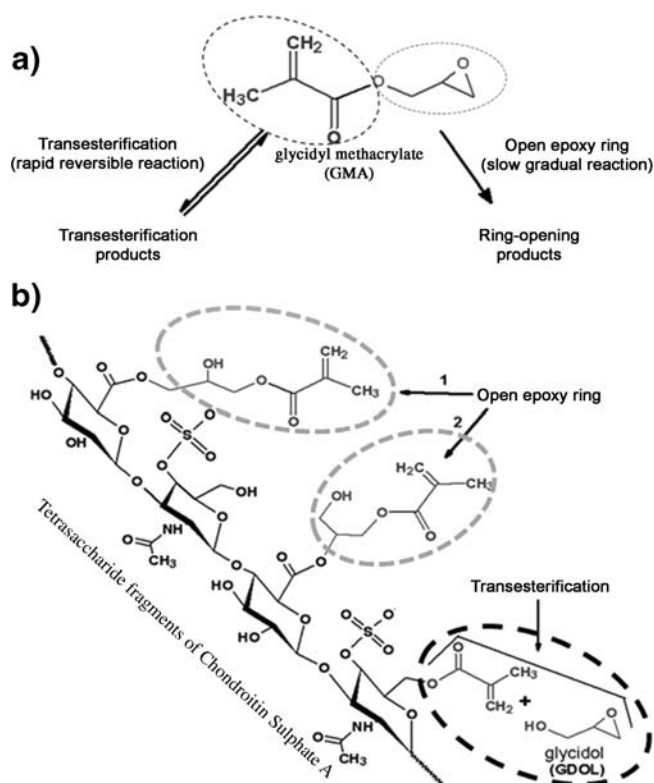 a)
CH2
H3C
O
O
O
Transesterification
(rapid reversible reaction)
glycidyl methacrylate
(GMA)
Open epoxy ring
(slow gradual reaction)
Transesterification
products
Ring-opening
products
b)
OH
CH2
O
O
O
O
CH3
O
1
Open epoxy ring
HO
OH
O
O
O
S
O
2
H2C
CH3
OH
O
OH
O
O
NH
O
CH3
O
O
O
O
HO
HO
O
O
O
S
O
O
Transesterification
O
O
CH3
CH2
+
HO
O
glycidol
(GDOL)
O
NH
O
CH3
O
O
Tetrasaccharide fragments of Chondroitin Sulphate A